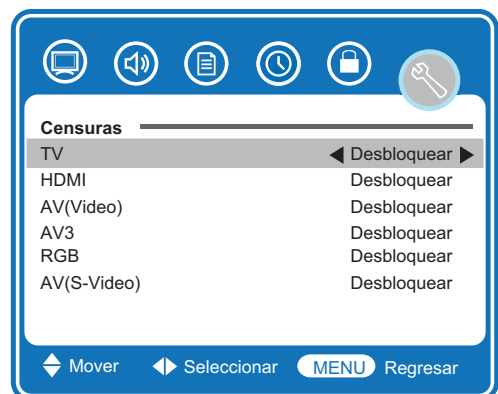 Censuras
TV Desbloquear
HDMI Desbloquear
AV(Video) Desbloquear
AV3 Desbloquear
RGB Desbloquear
AV(S-Video) Desbloquear
Mover Seleccionar MENU Regresar